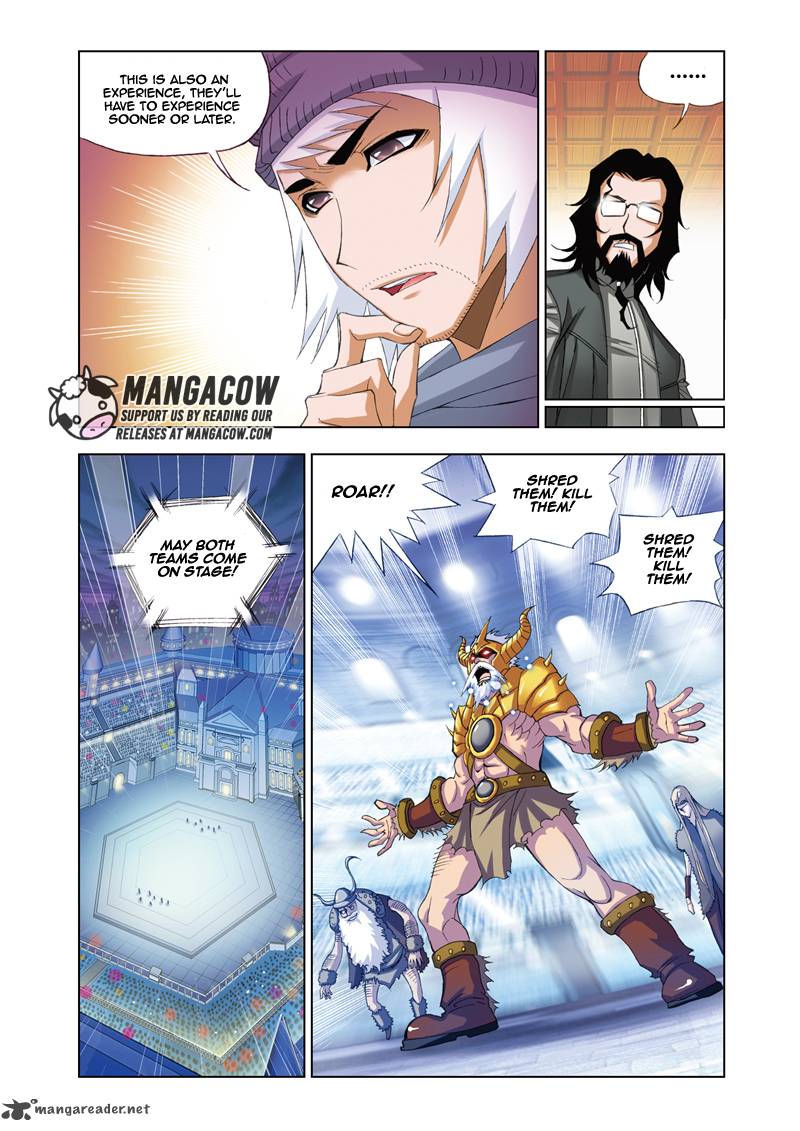 THIS IS ALSO AN
EXPERIENCE, THEY'LL
HAVE TO EXPERIENCE
SOONER OR LATER.
......
MANGACOW
SUPPORT US BY READING OUR
RELEASES AT MANGACOW.COM
MAY BOTH
TEAMS COME
ON STAGE!
ROAR!!
SHRED
THEM! KILL
THEM!
SHRED
THEM!
KILL
THEM!
mangareader.net